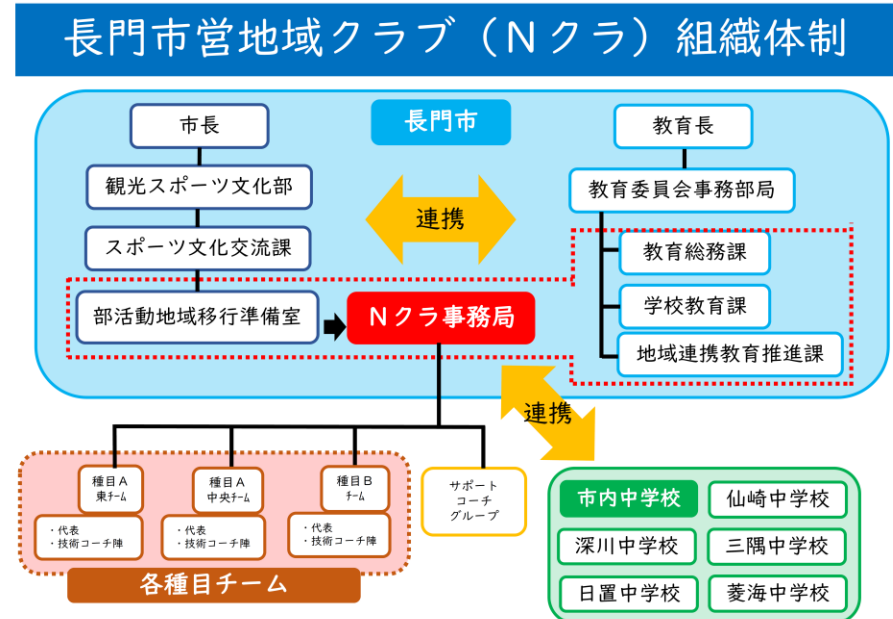 長門市営地域クラブ（Nクラ）組織体制
長門市
市長
観光スポーツ文化部
スポーツ文化交流課
部活動地域移行準備室
連携
Nクラ事務局
教育長
教育委員会事務部局
教育総務課
学校教育課
地域連携教育推進課
連携
種目A
東チーム
・代表
・技術コーチ陣
種目A
中央チーム
・代表
・技術コーチ陣
種目B
チーム
・代表
・技術コーチ陣
各種目チーム
サポート
コーチ
グループ
市内中学校
仙崎中学校
深川中学校
三隅中学校
日置中学校
菱海中学校